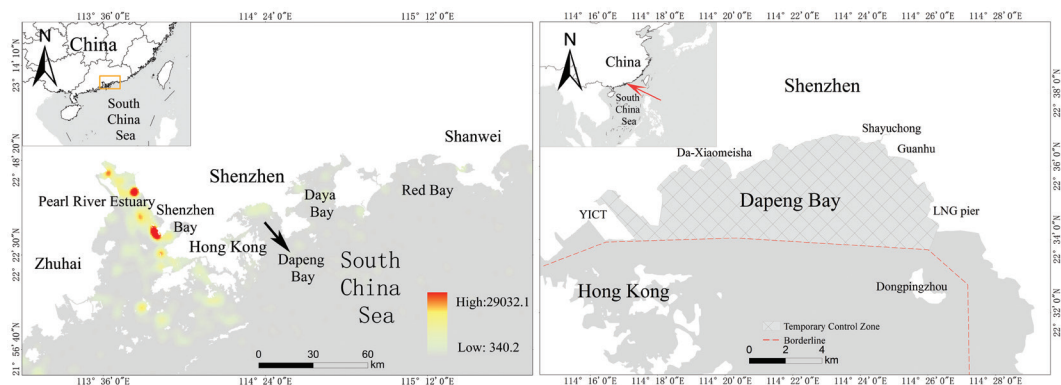 113°36'0"E
114°24'0"E
115°12'0"E
N
China
South
China
Sea
23°14'10"N
22°48'20"N
22°30'0"N
21°56'40"N
Shenzhen
Shanwei
Pearl River Estuary
Shenzhen
Bay
Daya
Bay
Red Bay
Hong Kong
Zhuhai
Dapeng
Bay
South
China
Sea
High:29032.1
Low: 340.2
0 30 60
km
113°36'0"E
114°24'0"E
115°12'0"E
114°16'0"E
114°18'0"E
114°20'0"E
114°22'0"E
114°24'0"E
114°26'0"E
114°28'0"E
N
China
South
China Sea
22°38'0"N
22°36'0"N
22°34'0"N
22°32'0"N
Shenzhen
Shayuchong
Guanhu
Da-Xiaomeisha
Dapeng Bay
YICT
LNG pier
Hong Kong
Dongpingzhou
Temporary Control Zone
Borderline
0 2 4
km
114°16'0"E
114°18'0"E
114°20'0"E
114°22'0"E
114°24'0"E
114°26'0"E
114°28'0"E